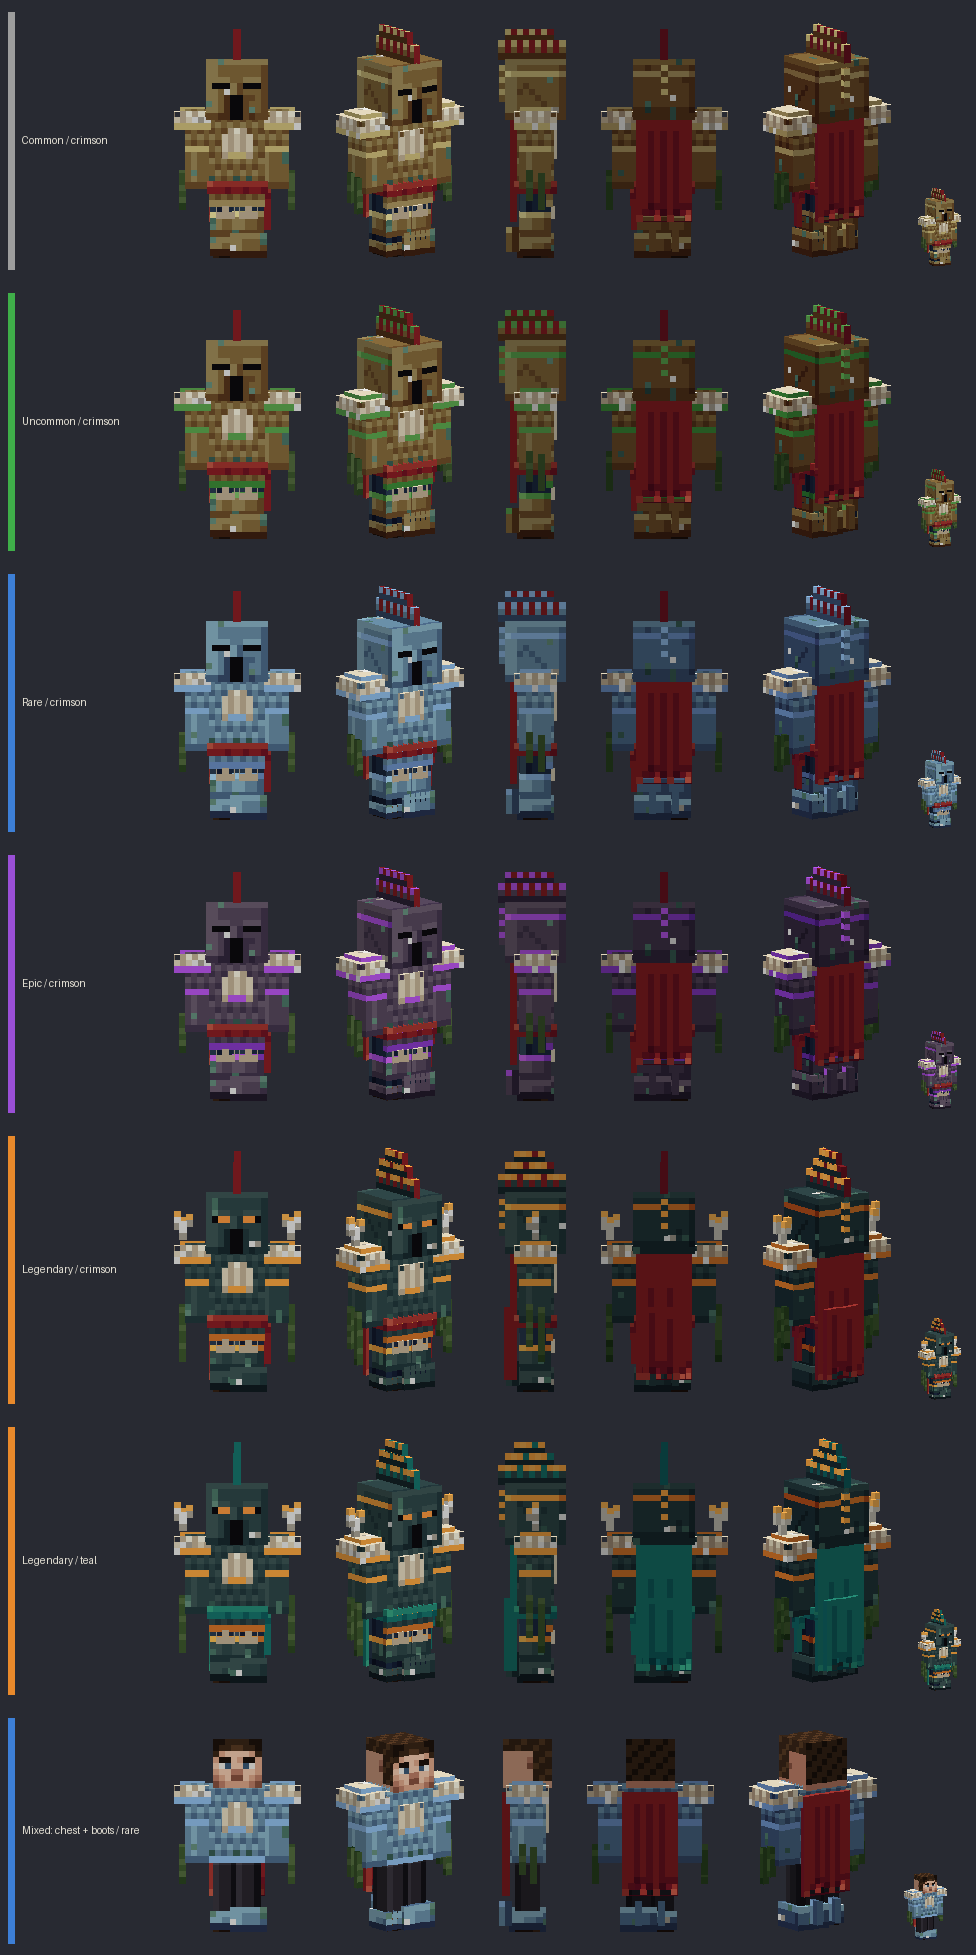 Common / crimson
Uncommon / crimson
Rare / crimson
Epic / crimson
Legendary / crimson
Legendary / teal
Mixed: chest + boots / rare